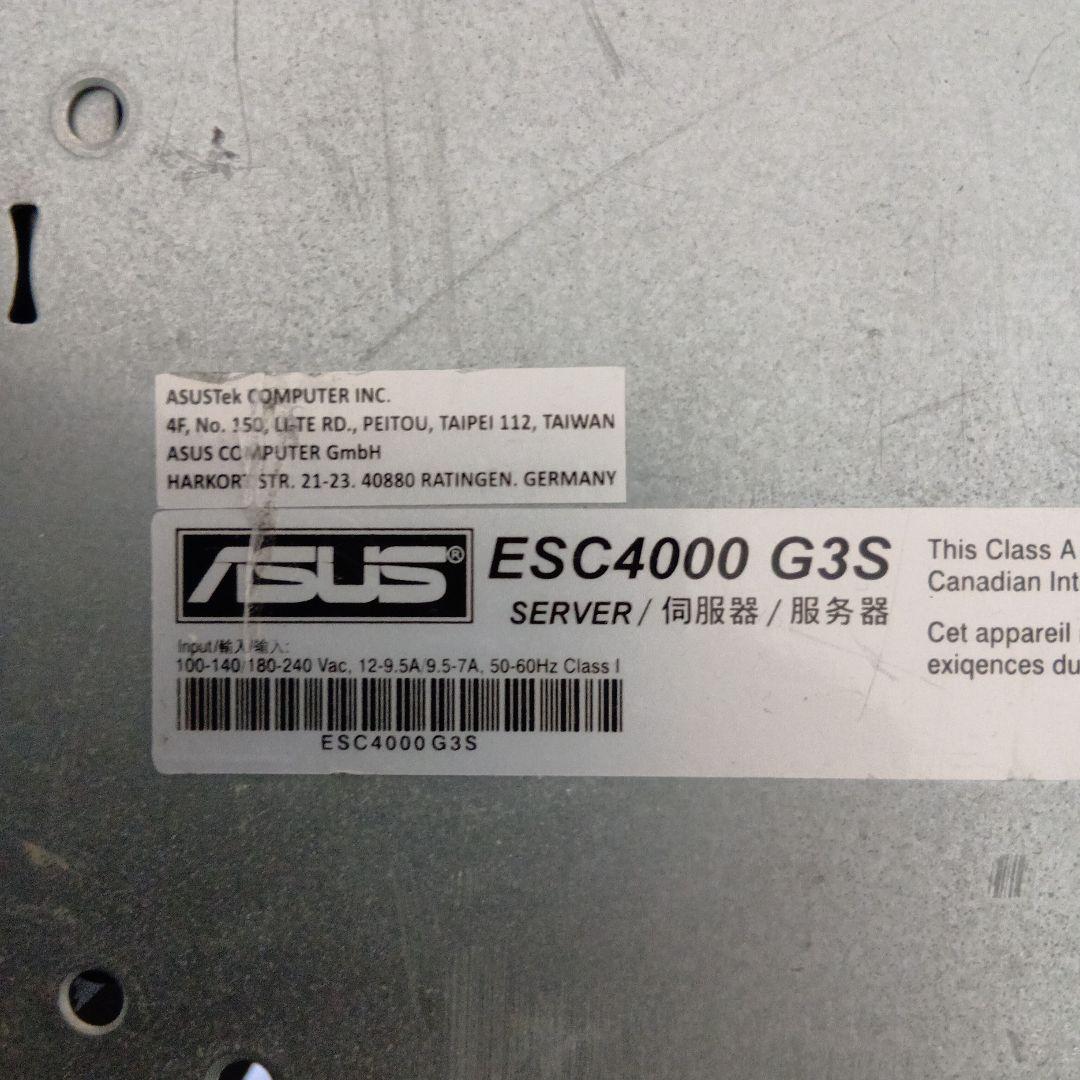 ASUSTek COMPUTER INC.
4F, No. 150, LI-TE RD., PEITOU, TAIPEI 112, TAIWAN
ASUS COMPUTER GmbH
HARKORT STR. 21-23. 40880 RATINGEN. GERMANY
ASUS®
ESC4000 G3S
SERVER / 伺服器 / 服务器
Input/輸入/输入:
100-140/180-240 Vac, 12-9.5A/9.5-7A, 50-60Hz Class I
ESC4000 G3S
This Class A
Canadian Int
Cet appareil
exiqences du